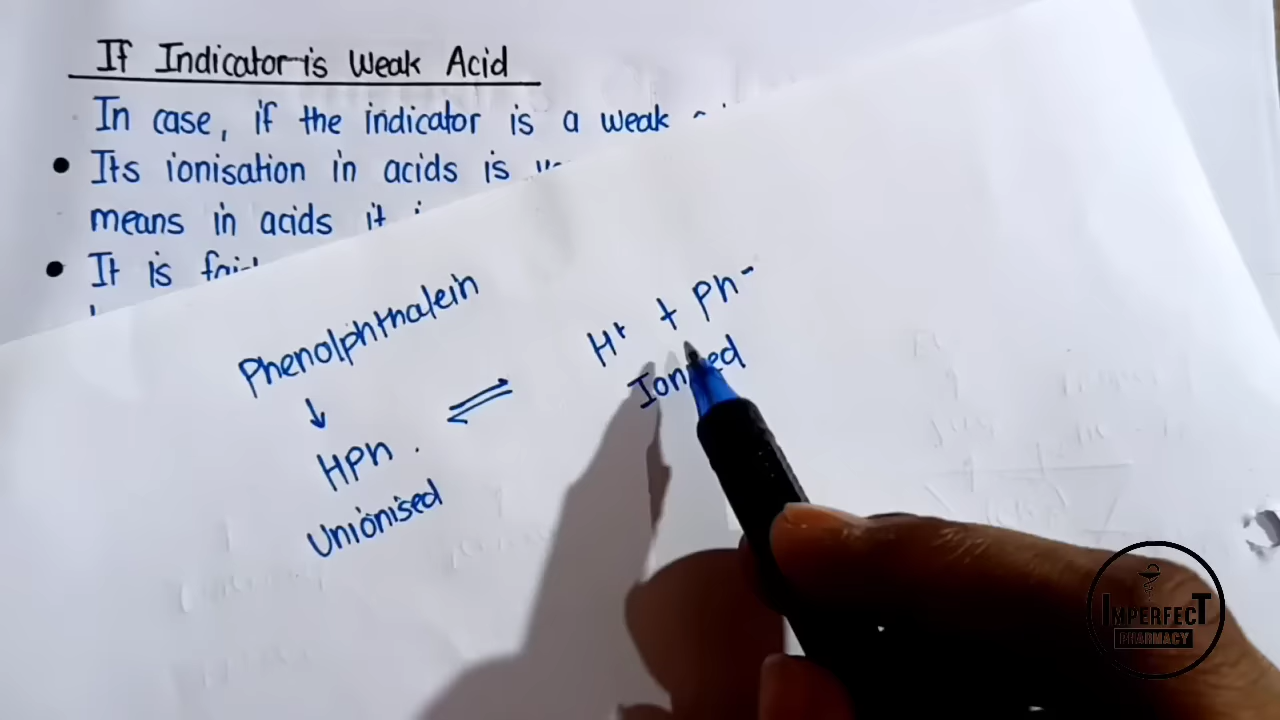 If Indicator is Weak Acid
In case, if the indicator is a weak
Its ionisation in acids is
means in acids it
It is
Phenolphthalein
↓
HPh ⇌ H+ + Ph-
Unionised Ionised
IMPERFECT
PHARMACY